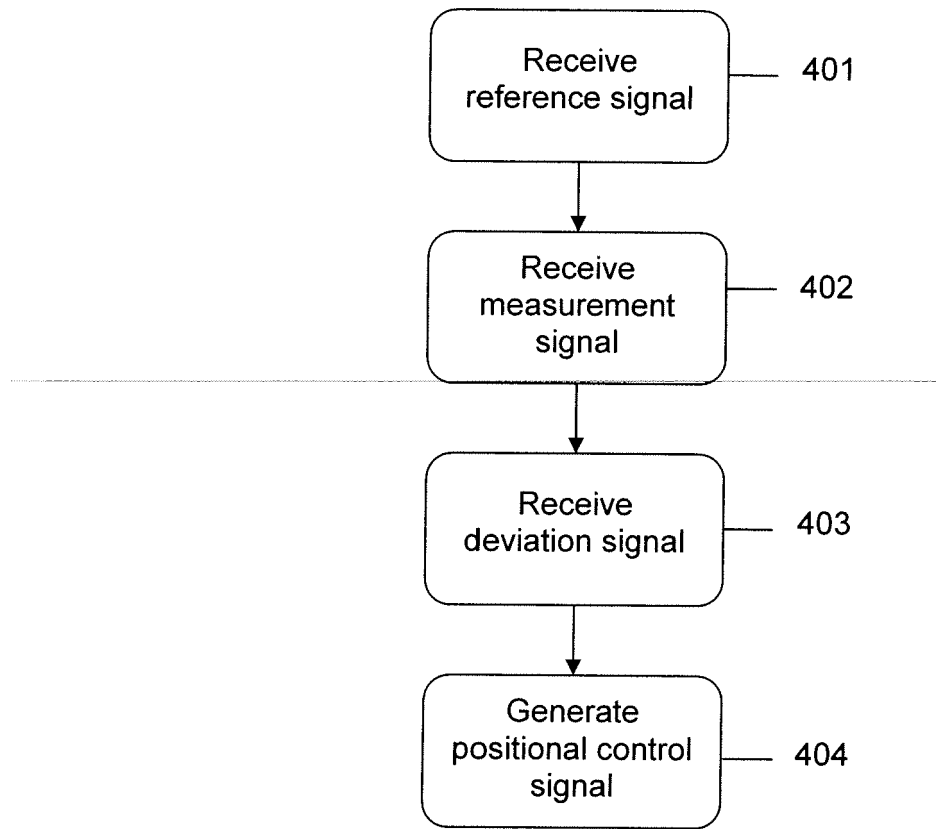 Receive
reference signal
401
Receive
measurement
signal
402
Receive
deviation signal
403
Generate
positional control
signal
404